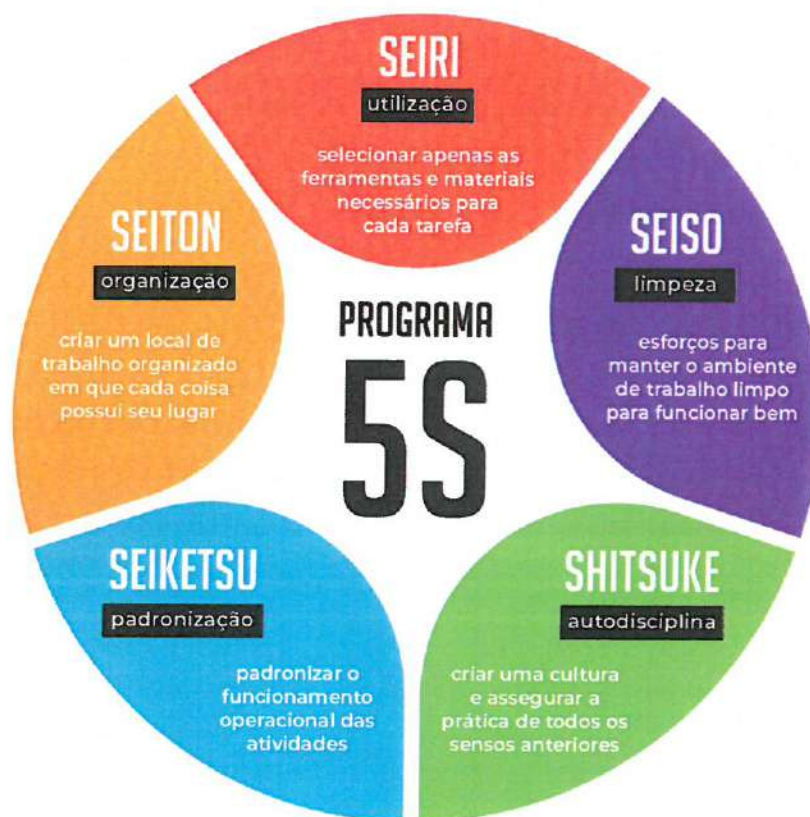 SEIRI
utilização
selecionar apenas as
ferramentas e materiais
necessários para
cada tarefa
SEITON
organização
criar um local de
trabalho organizado
em que cada coisa
possui seu lugar
PROGRAMA
5S
SEISO
limpeza
esforços para
manter o ambiente
de trabalho limpo
para funcionar bem
SEIKETSU
padronização
padronizar o
funcionamento
operacional das
atividades
SHITSUKE
autodisciplina
criar uma cultura
e assegurar a
prática de todos os
sensos anteriores